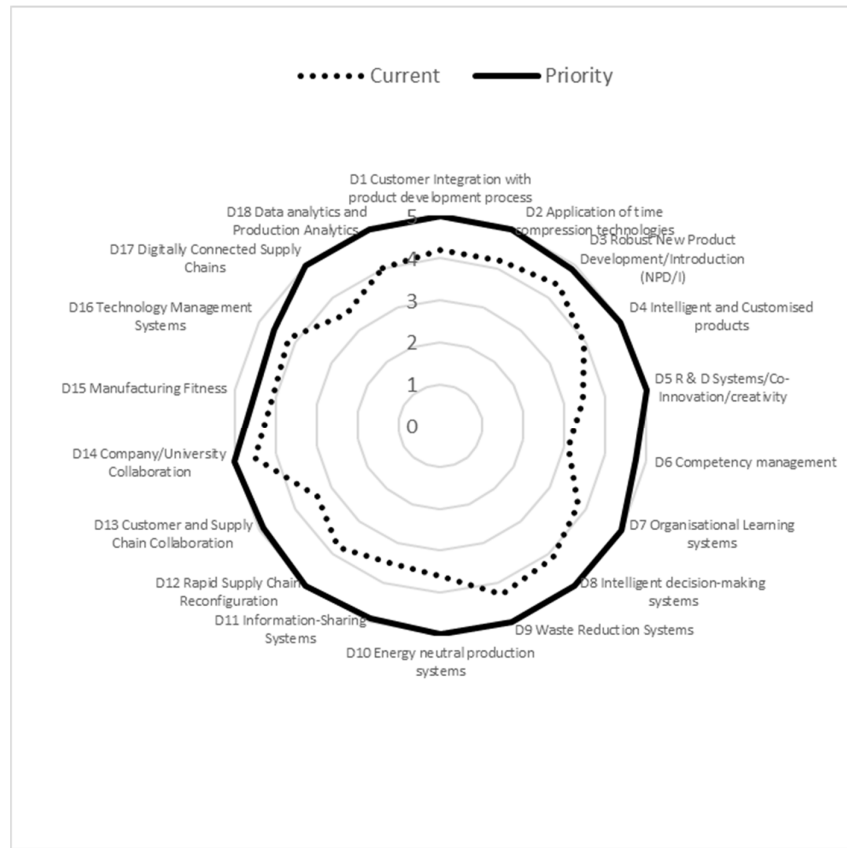 Current
Priority
D1 Customer Integration with
product development process
D2 Application of time
compression technologies
D3 Robust New Product
Development/Introduction
(NPD/I)
D4 Intelligent and Customised
products
D5 R & D Systems/Co-
Innovation/creativity
D6 Competency management
D7 Organisational Learning
systems
D8 Intelligent decision-making
systems
D9 Waste Reduction Systems
D10 Energy neutral production
systems
D11 Information-Sharing
Systems
D12 Rapid Supply Chain
Reconfiguration
D13 Customer and Supply
Chain Collaboration
D14 Company/University
Collaboration
D15 Manufacturing Fitness
D16 Technology Management
Systems
D17 Digitally Connected Supply
Chains
D18 Data analytics and
Production Analytics
5
4
3
2
1
0